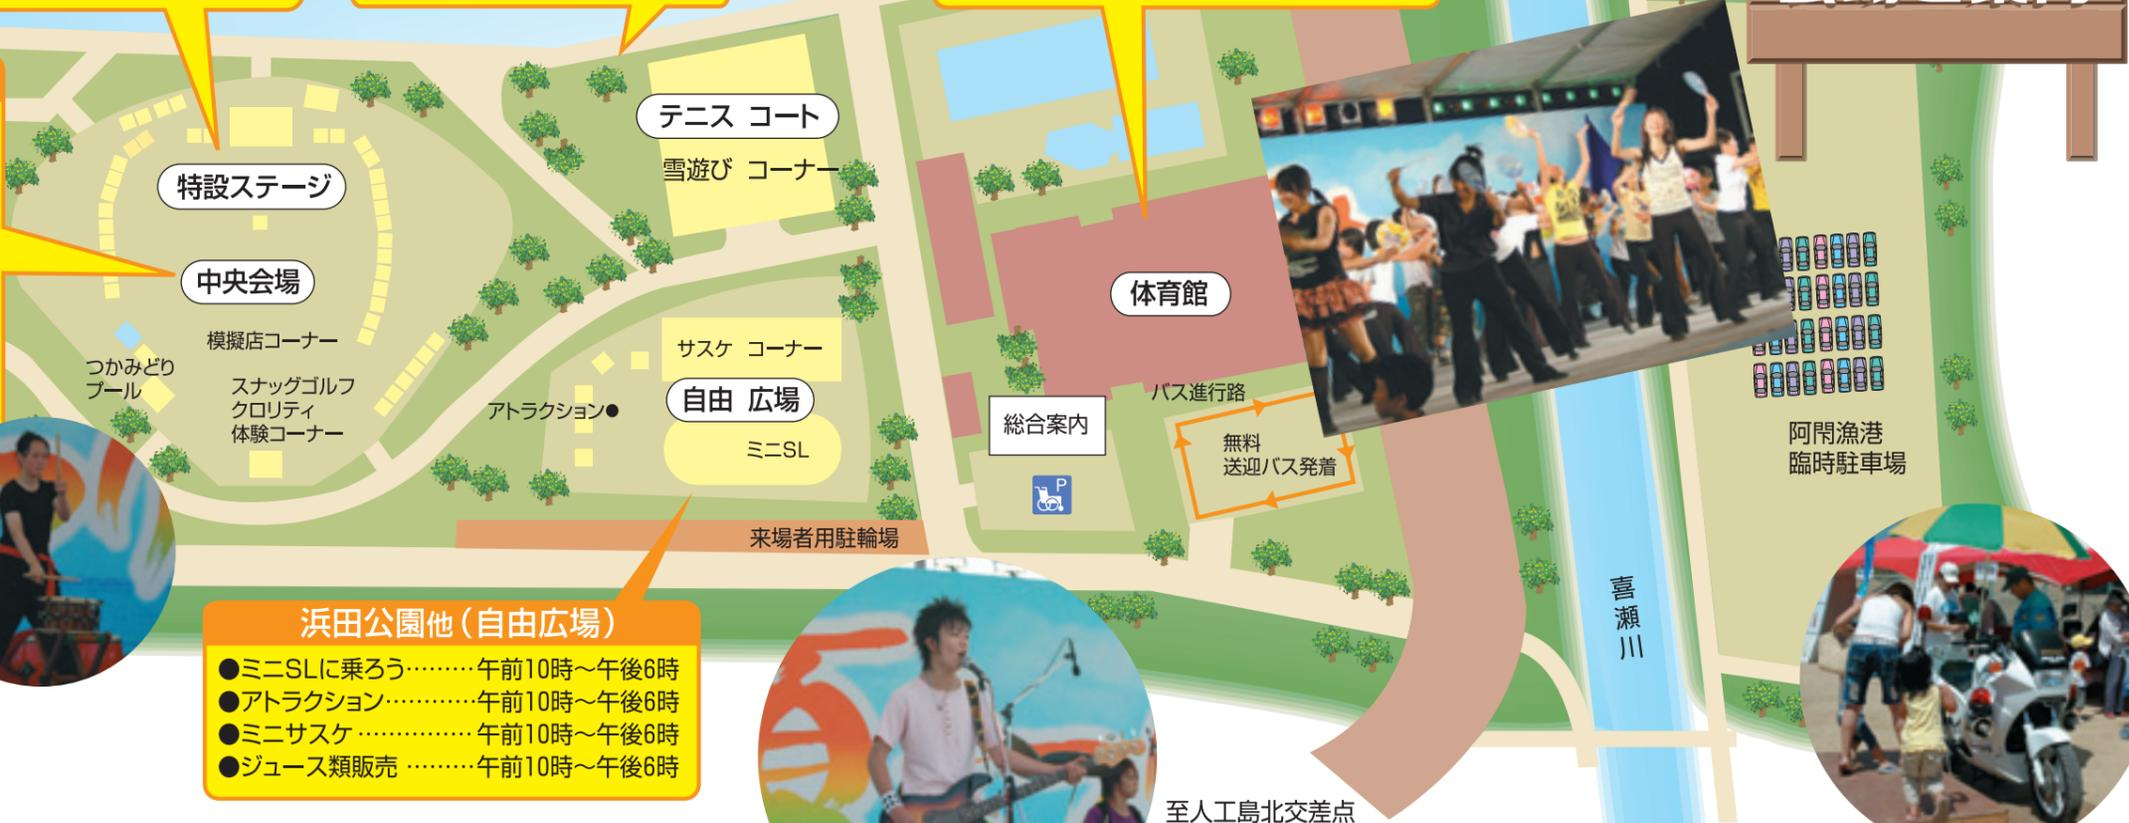 テニス コート
雪遊び コーナー
特設ステージ
中央会場
模擬店コーナー
つかみどり
プール
スナッグゴルフ
クロリティ
体験コーナー
サスケ コーナー
自由 広場
アトラクション●
ミニSL
体育館
バス進行路
総合案内
無料
送迎バス発着
P
阿閇漁港
臨時駐車場
来場者用駐輪場
喜瀬川
浜田公園他(自由広場)
●ミニSLに乗ろう………午前10時〜午後6時
●アトラクション…………午前10時〜午後6時
●ミニサスケ……………午前10時〜午後6時
●ジュース類販売………午前10時〜午後6時
至人工島北交差点